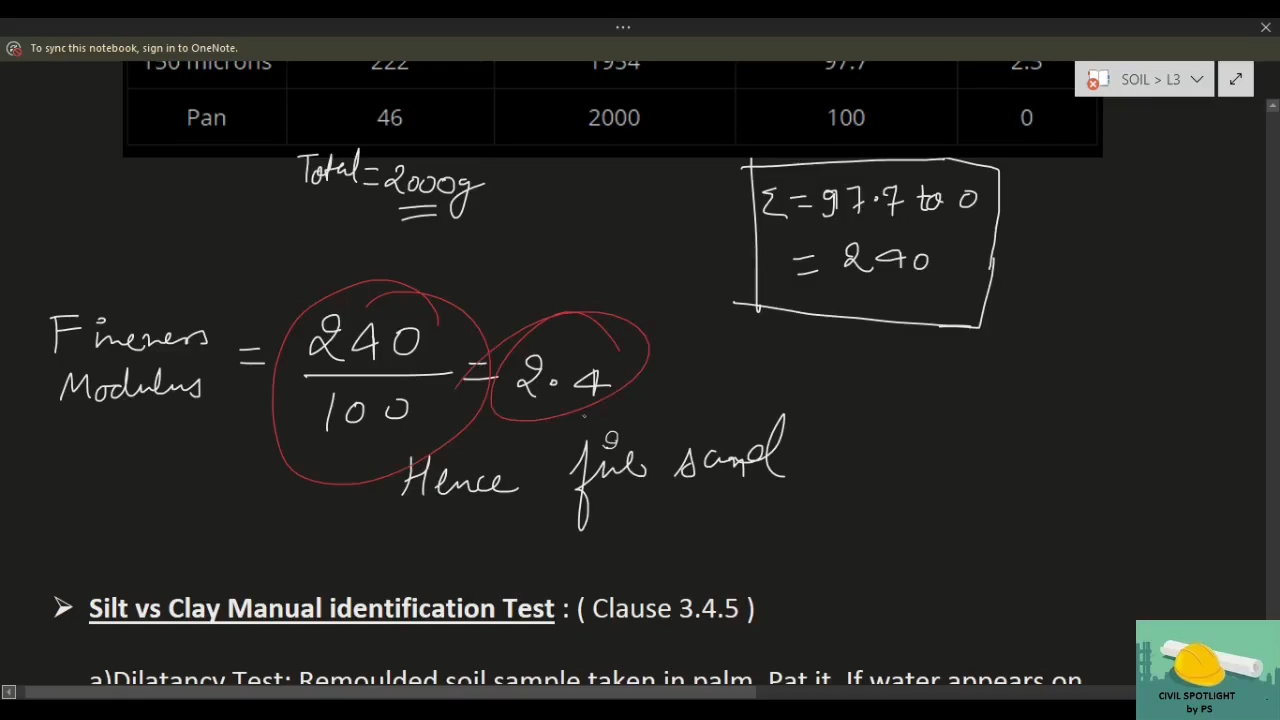 To sync this notebook, sign in to OneNote.
SOIL > L3
150 microns 222 1954 97.7 2.3
Pan 46 2000 100 0
Total = 2000g
Σ = 97.7 to 0
= 240
Fineness Modulus = 240/100 = 2.4
Hence fine sand
➢ Silt vs Clay Manual identification Test : ( Clause 3.4.5 )
a)Dilatancy Test: Remoulded soil sample taken in palm. Pat it. If water appears on
CIVIL SPOTLIGHT
by PS